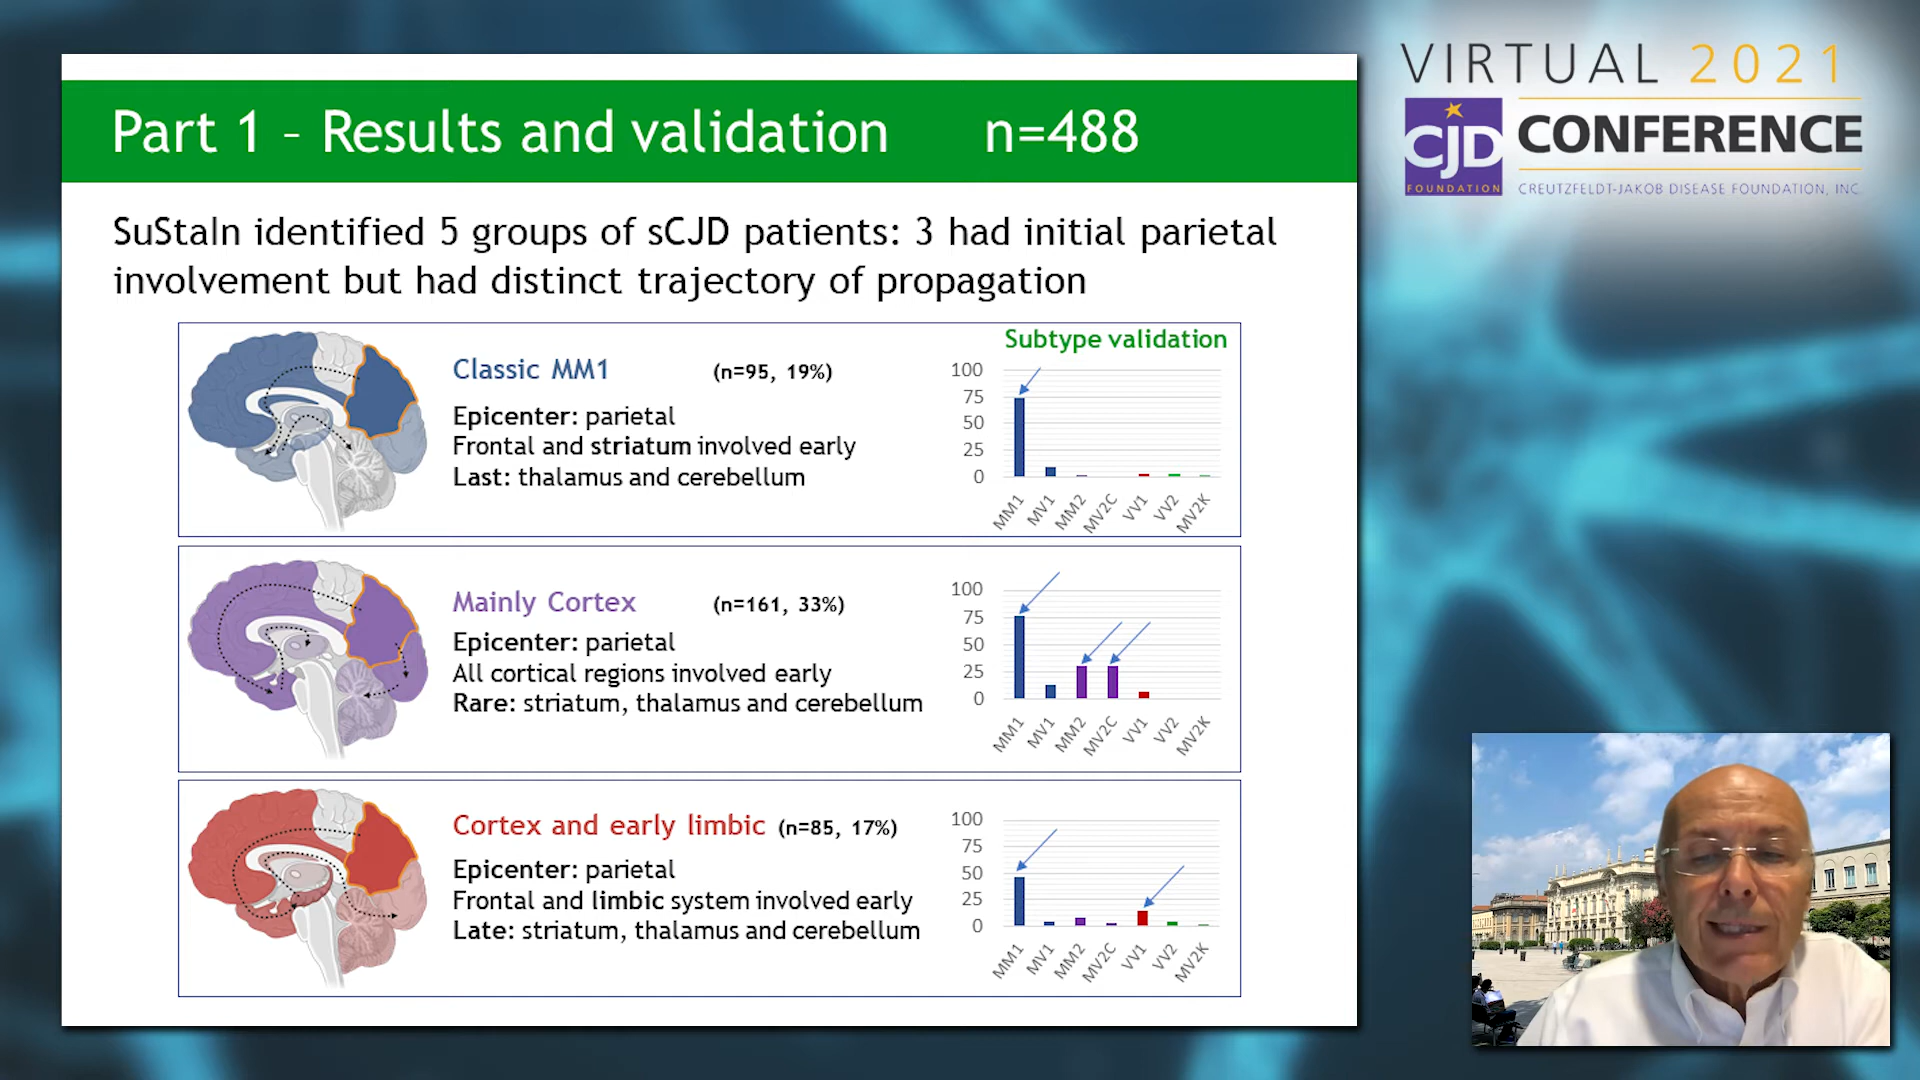 Part 1 – Results and validation n=488
SuStaIn identified 5 groups of sCJD patients: 3 had initial parietal
involvement but had distinct trajectory of propagation
Classic MM1 (n=95, 19%)
Epicenter: parietal
Frontal and striatum involved early
Last: thalamus and cerebellum
Subtype validation
100
75
50
25
0
MM1 MV1 MM2 MV2C VV1 VV2 MV2K
Mainly Cortex (n=161, 33%)
Epicenter: parietal
All cortical regions involved early
Rare: striatum, thalamus and cerebellum
100
75
50
25
0
MM1 MV1 MM2 MV2C VV1 VV2 MV2K
Cortex and early limbic (n=85, 17%)
Epicenter: parietal
Frontal and limbic system involved early
Late: striatum, thalamus and cerebellum
100
75
50
25
0
MM1 MV1 MM2 MV2C VV1 VV2 MV2K
VIRTUAL 2021
CJD
FOUNDATION
CONFERENCE
CREUTZFELDT-JAKOB DISEASE FOUNDATION, INC.